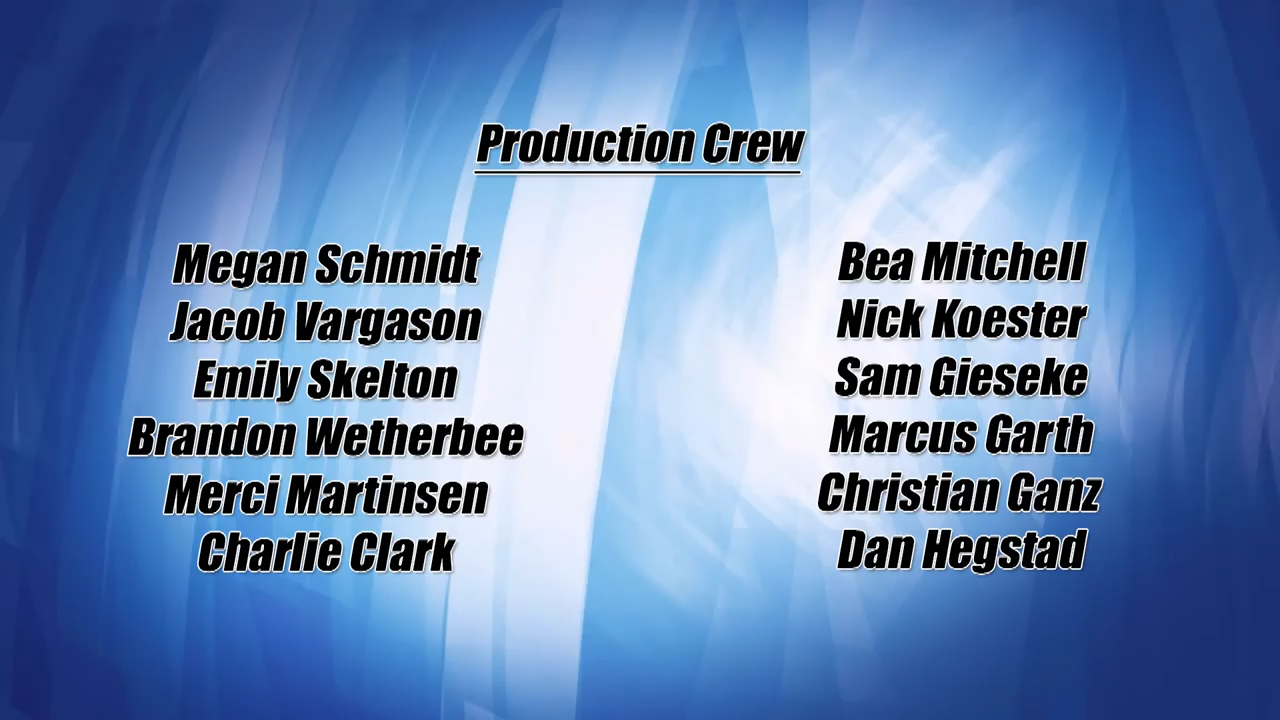 Production Crew
Megan Schmidt
Jacob Vargason
Emily Skelton
Brandon Wetherbee
Merci Martinsen
Charlie Clark
Bea Mitchell
Nick Koester
Sam Gieseke
Marcus Garth
Christian Ganz
Dan Hegstad